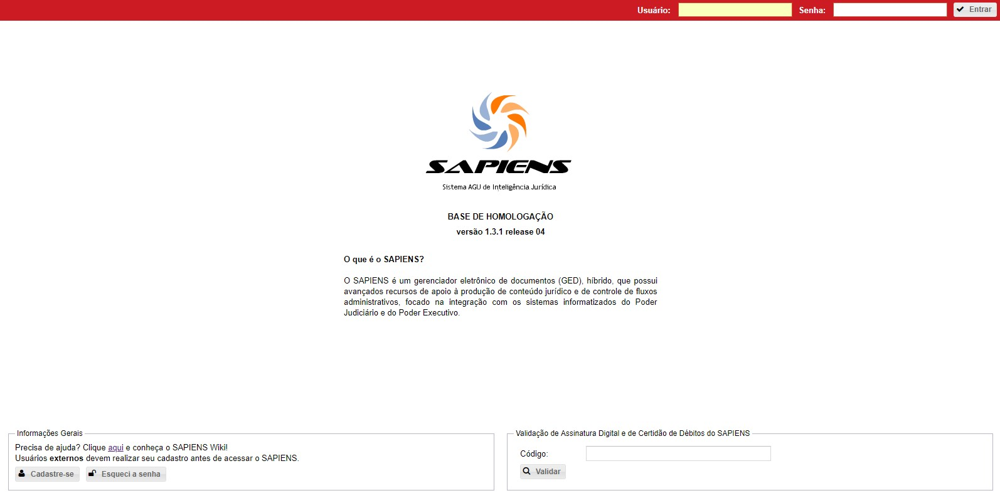 Usuário: Senha: Entrar
SAPIENS
Sistema AGU de Inteligência Jurídica
BASE DE HOMOLOGAÇÃO
versão 1.3.1 release 04
O que é o SAPIENS?
O SAPIENS é um gerenciador eletrônico de documentos (GED), híbrido, que possui
avançados recursos de apoio à produção de conteúdo jurídico e de controle de fluxos
administrativos, focado na integração com os sistemas informatizados do Poder
Judiciário e do Poder Executivo.
Informações Gerais
Precisa de ajuda? Clique aqui e conheça o SAPIENS Wiki!
Usuários externos devem realizar seu cadastro antes de acessar o SAPIENS.
Cadastre-se Esqueci a senha
Validação de Assinatura Digital e de Certidão de Débitos do SAPIENS
Código:
Validar